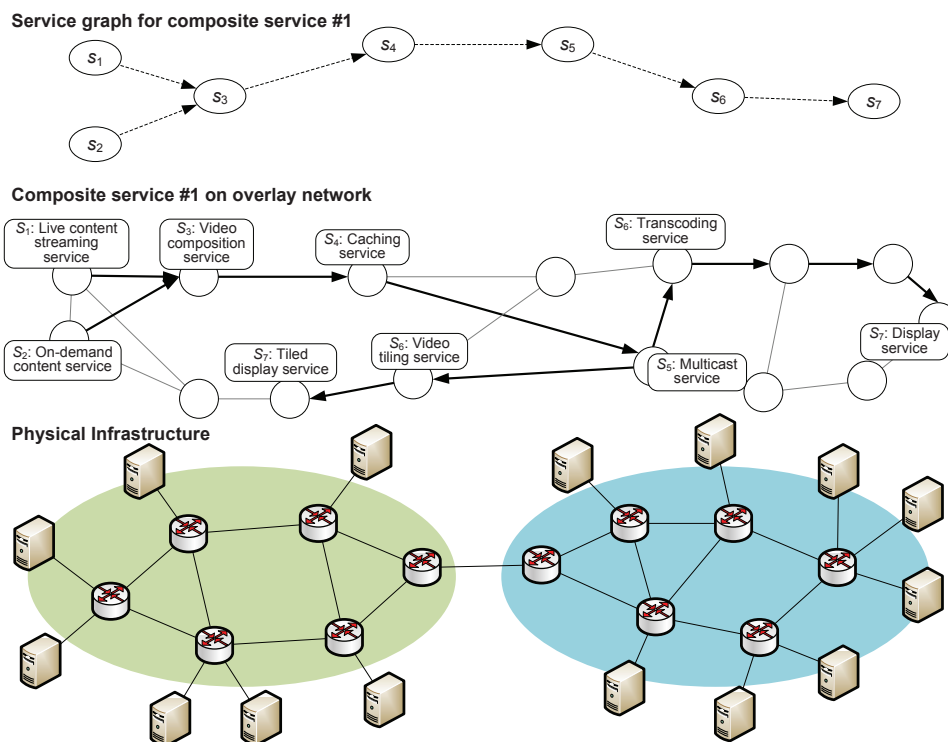 Service graph for composite service #1
s1
s2
s3
s4
s5
s6
s7
Composite service #1 on overlay network
S1: Live content
streaming
service
S3: Video
composition
service
S4: Caching
service
S6: Transcoding
service
S2: On-demand
content service
S7: Tiled
display service
S6: Video
tiling service
S5: Multicast
service
S7: Display
service
Physical Infrastructure